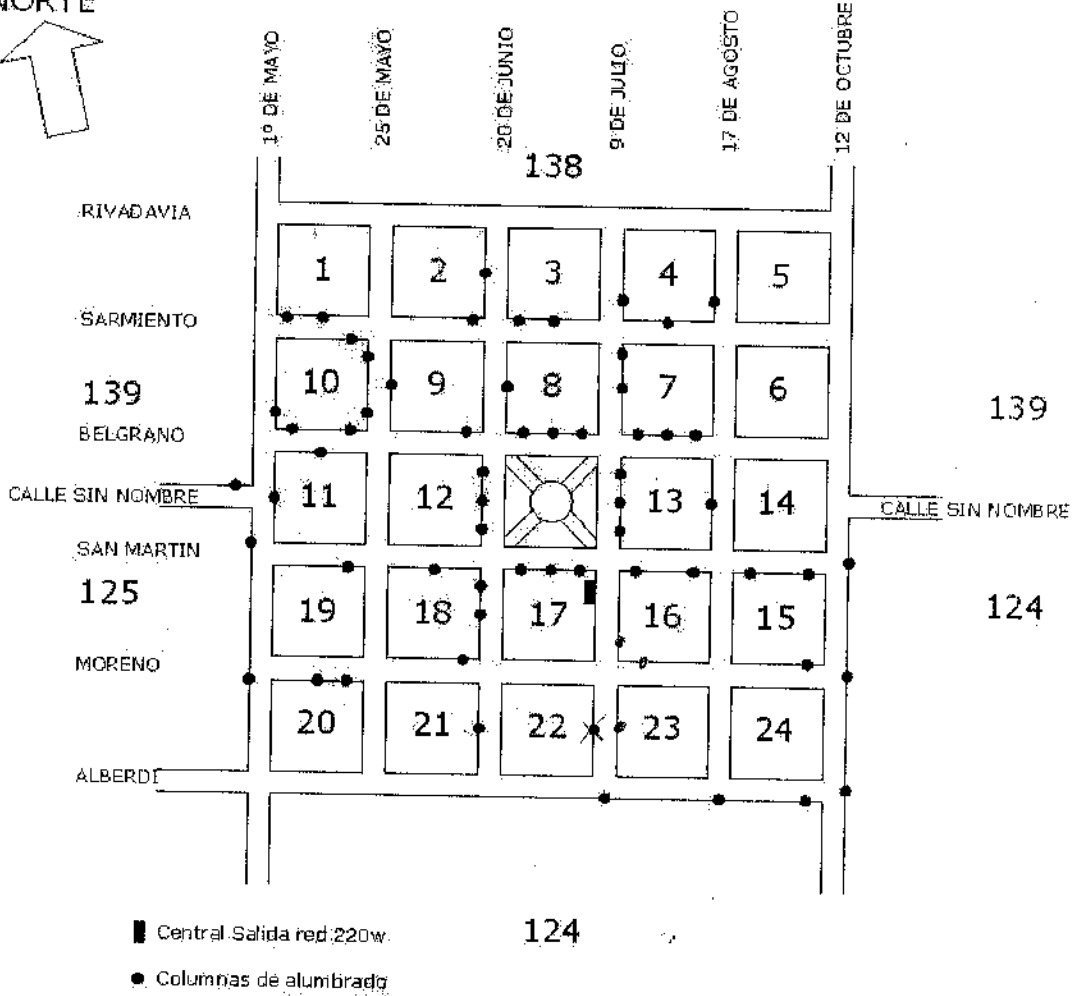 NORTE
1º DE MAYO
25 DE MAYO
20 DE JUNIO
9 DE JULIO
17 DE AGOSTO
12 DE OCTUBRE
138
RIVADAVIA
1 2 3 4 5
SARMIENTO
10 9 8 7 6
139
139
BELGRANO
11 12 13 14
CALLE SIN NOMBRE
CALLE SIN NOMBRE
SAN MARTIN
125
19 18 17 16 15
124
MORENO
20 21 22 23 24
ALBERDI
Central Salida red 220w
124
Columnas de alumbrado